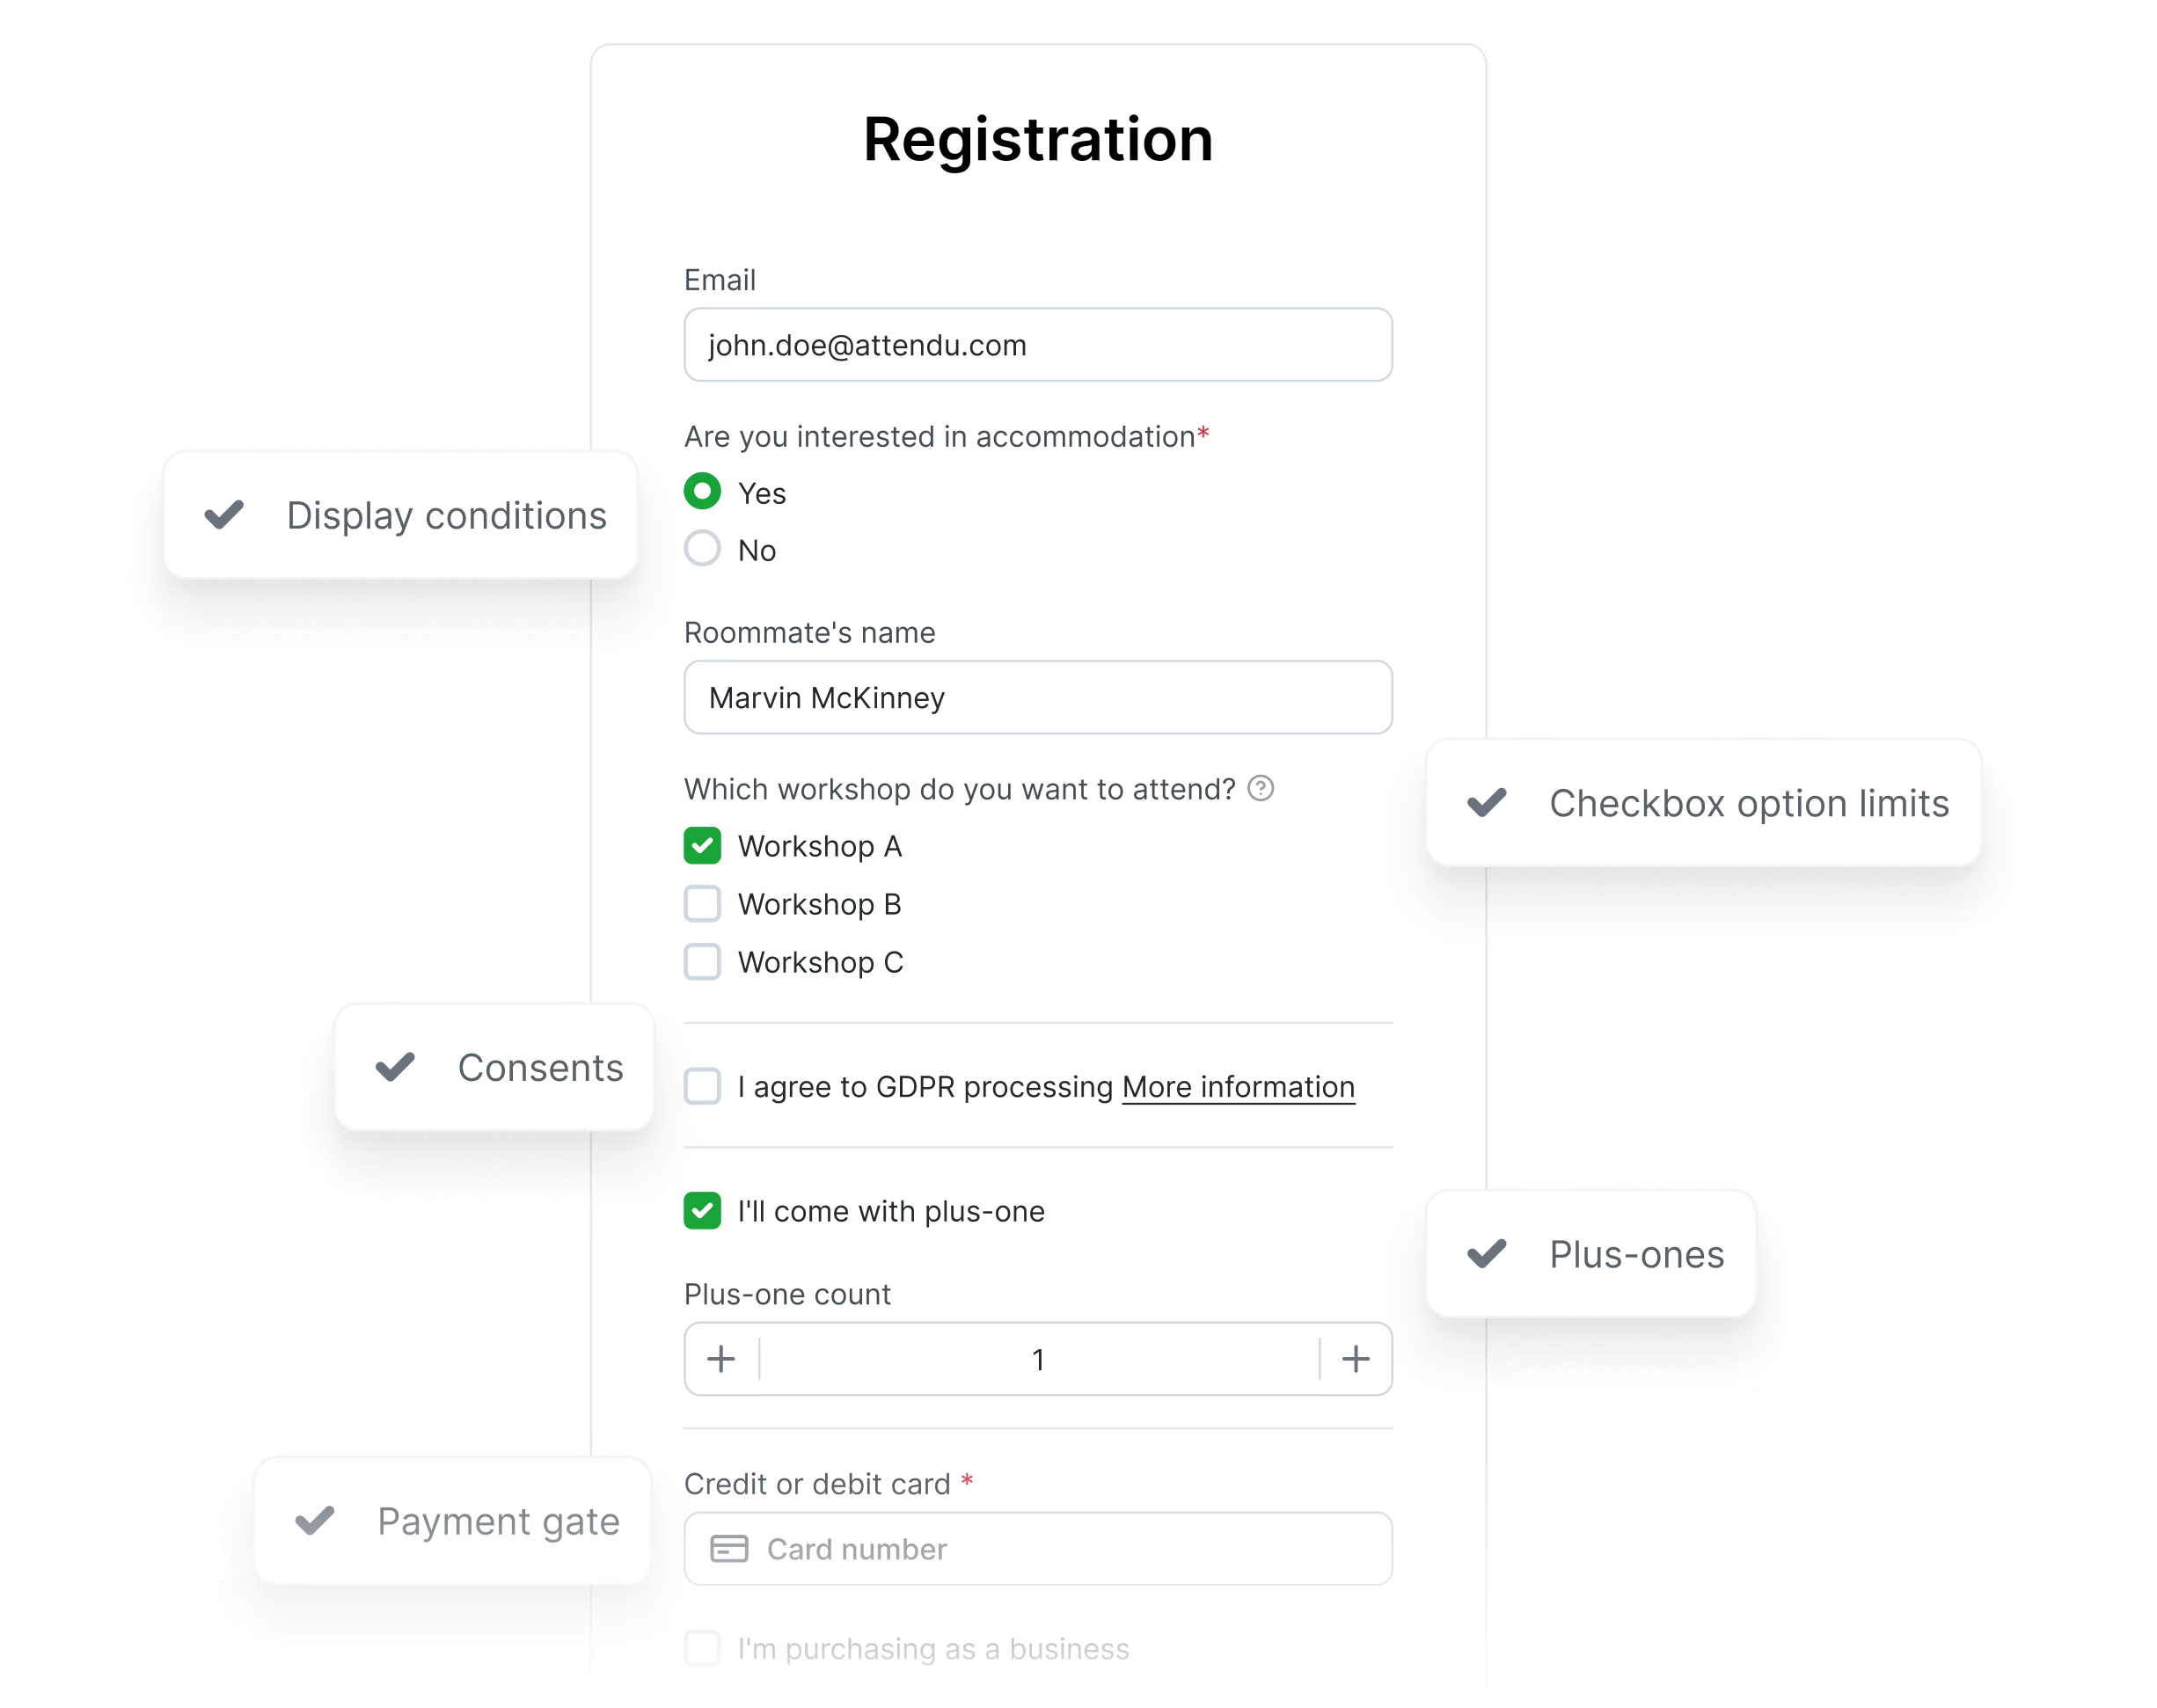 Registration
Email
john.doe@attendu.com
Are you interested in accommodation*
Yes
Display conditions
No
Roommate's name
Marvin McKinney
Which workshop do you want to attend?
Checkbox option limits
Workshop A
Workshop B
Workshop C
Consents
I agree to GDPR processing More information
I'll come with plus-one
Plus-ones
Plus-one count
1
Credit or debit card *
Payment gate
Card number
I'm purchasing as a business